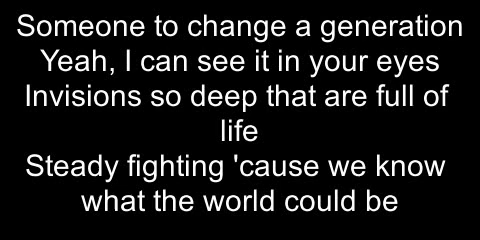 Someone to change a generation
Yeah, I can see it in your eyes
Invisions so deep that are full of
life
Steady fighting 'cause we know
what the world could be